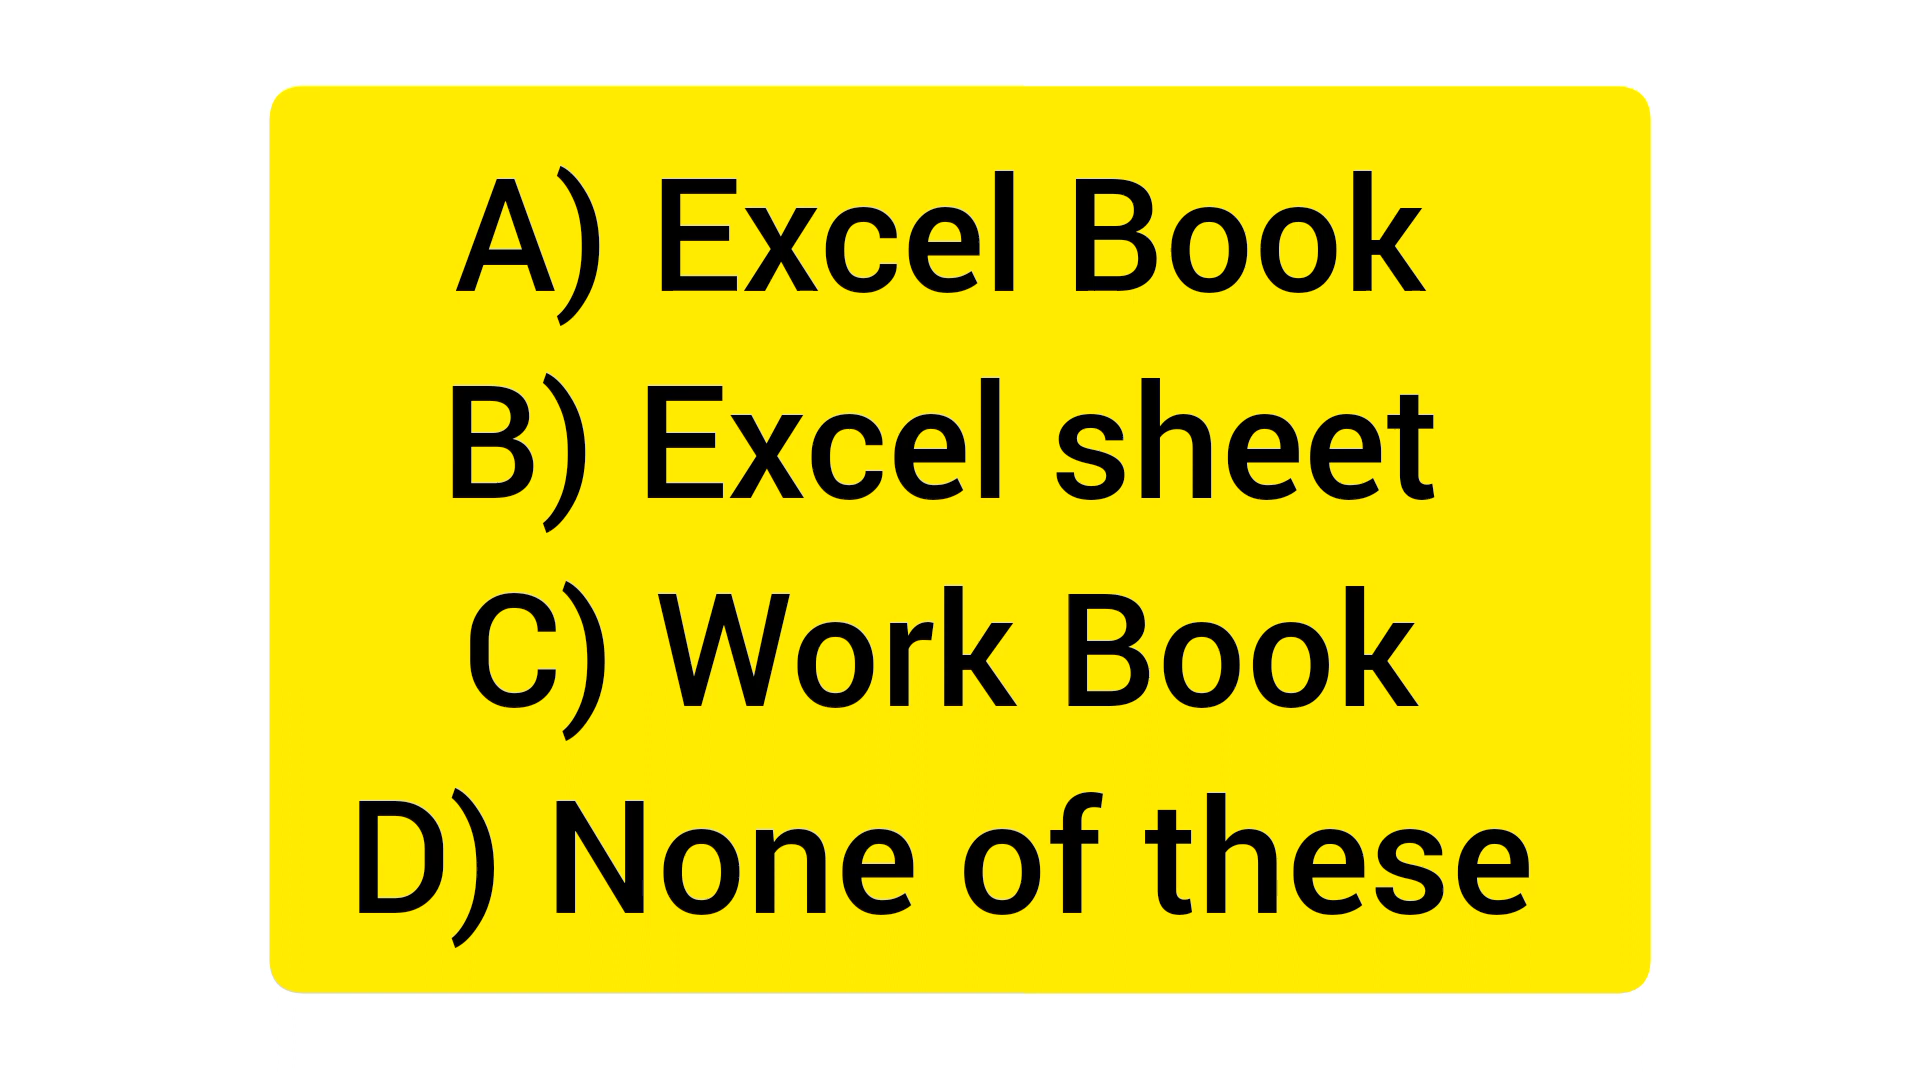 A) Excel Book
B) Excel sheet
C) Work Book
D) None of these